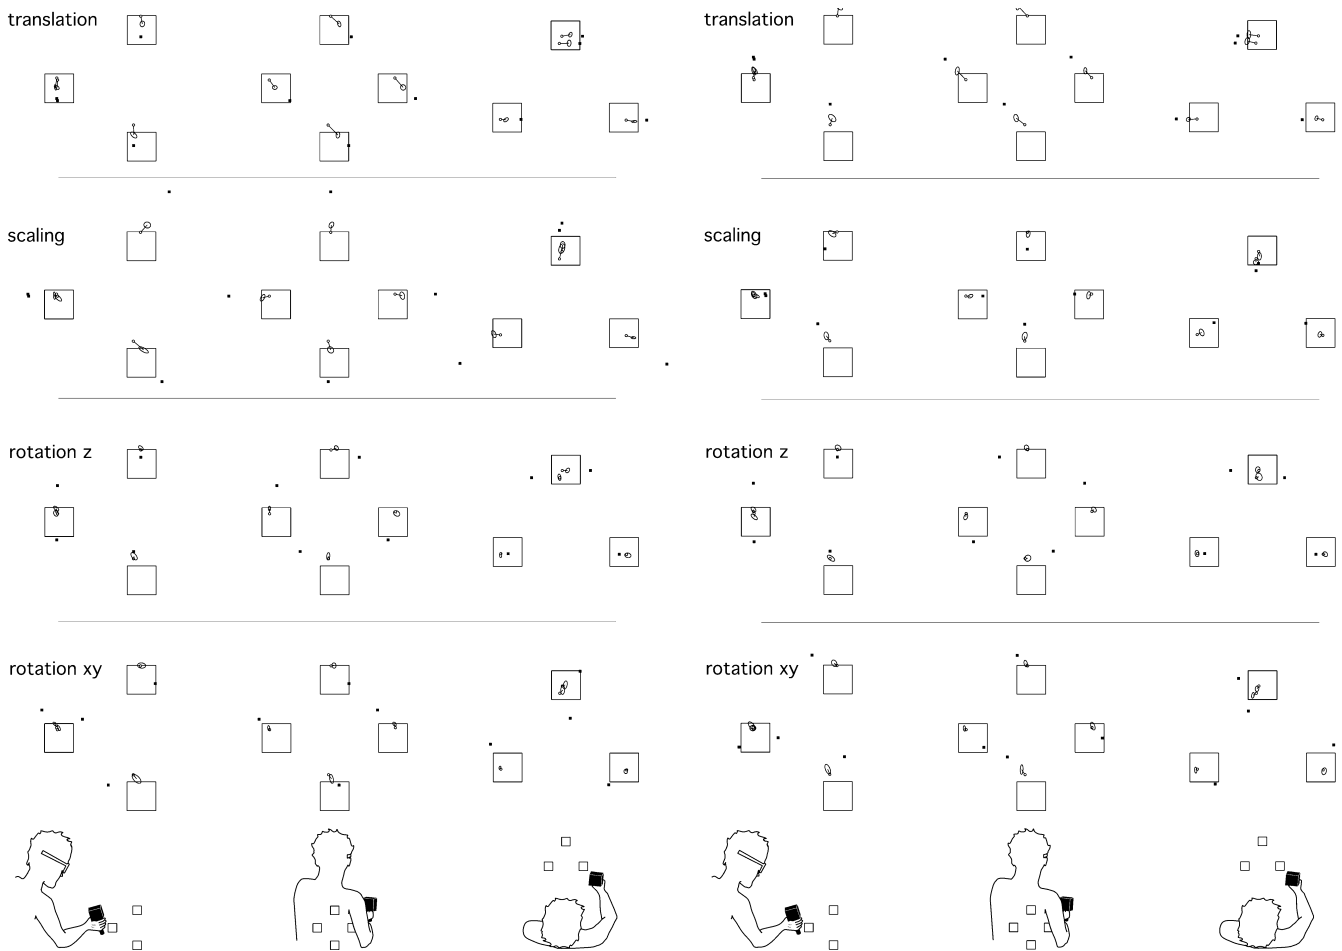 translation
translation
scaling
scaling
rotation z
rotation z
rotation xy
rotation xy